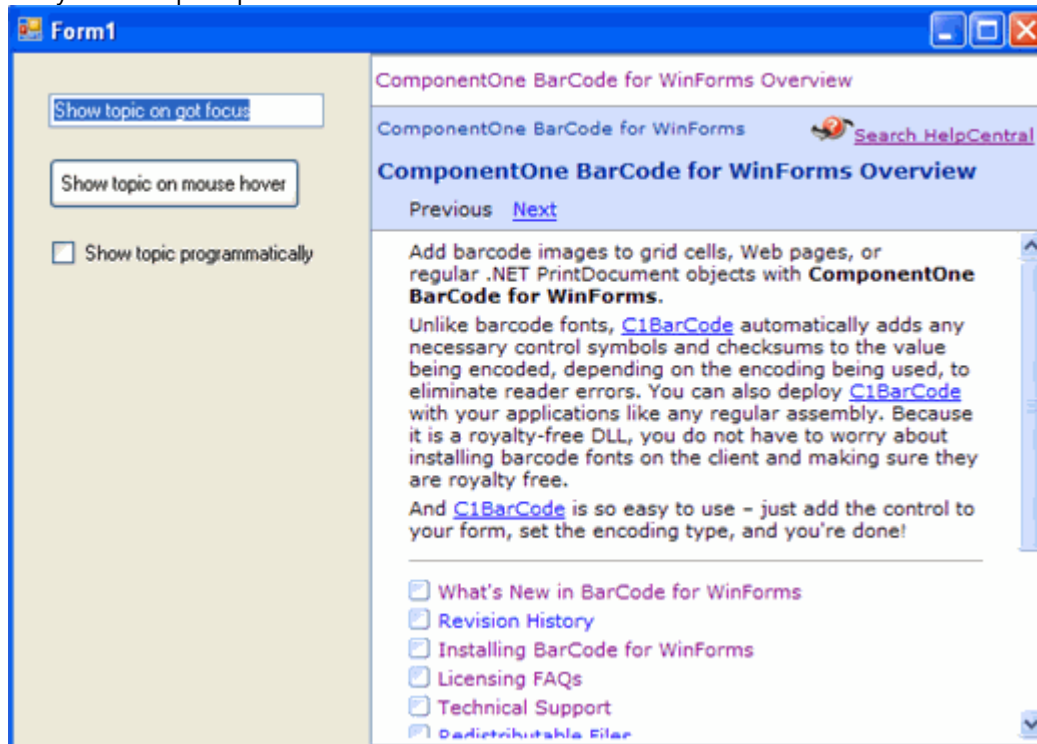 Form1
Show topic on got focus
Show topic on mouse hover
Show topic programmatically
ComponentOne BarCode for WinForms Overview
ComponentOne BarCode for WinForms
Search HelpCentral
ComponentOne BarCode for WinForms Overview
Previous Next
Add barcode images to grid cells, Web pages, or
regular .NET PrintDocument objects with ComponentOne
BarCode for WinForms.
Unlike barcode fonts, C1BarCode automatically adds any
necessary control symbols and checksums to the value
being encoded, depending on the encoding being used, to
eliminate reader errors. You can also deploy C1BarCode
with your applications like any regular assembly. Because
it is a royalty-free DLL, you do not have to worry about
installing barcode fonts on the client and making sure they
are royalty free.
And C1BarCode is so easy to use – just add the control to
your form, set the encoding type, and you're done!
What's New in BarCode for WinForms
Revision History
Installing BarCode for WinForms
Licensing FAQs
Technical Support
Redistributable Files